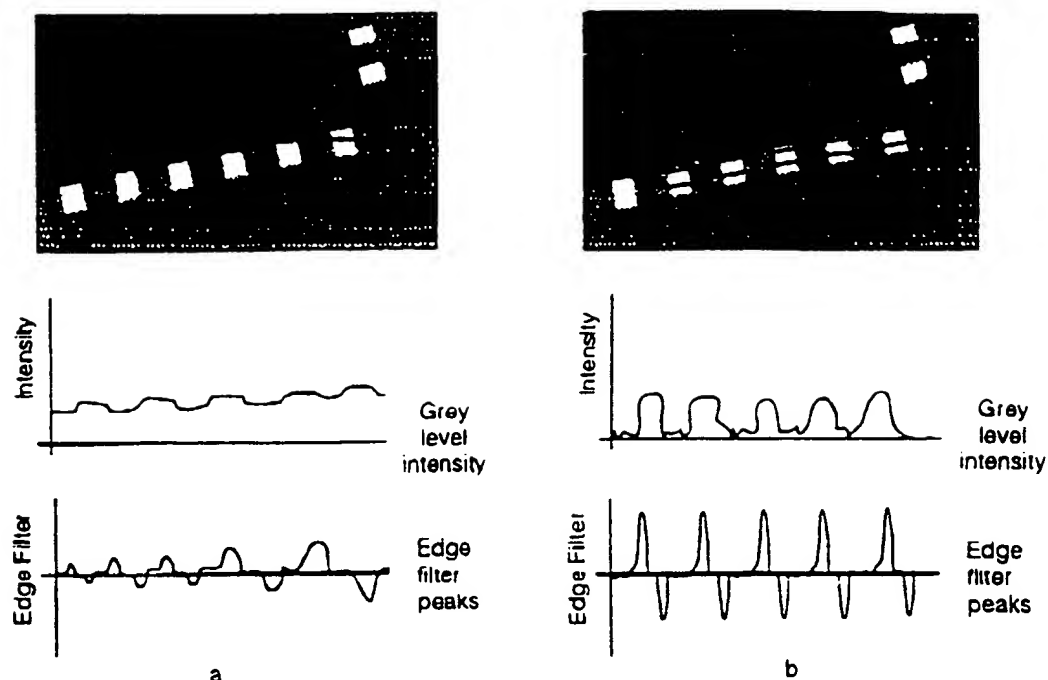 Intensity
Grey
level
intensity
Edge Filter
Edge
filter
peaks
a
Intensity
Grey
level
intensity
Edge Filter
Edge
filter
peaks
b